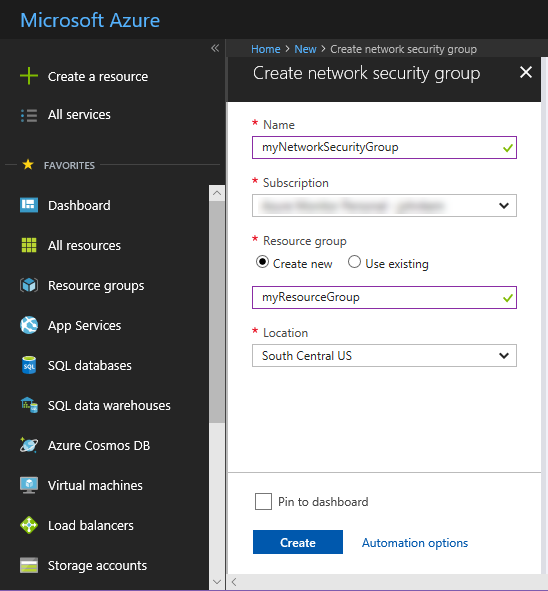 Microsoft Azure
Create a resource
All services
FAVORITES
Dashboard
All resources
Resource groups
App Services
SQL databases
SQL data warehouses
Azure Cosmos DB
Virtual machines
Load balancers
Storage accounts
Home > New > Create network security group
Create network security group
* Name
myNetworkSecurityGroup
* Subscription
* Resource group
Create new Use existing
myResourceGroup
* Location
South Central US
Pin to dashboard
Create Automation options